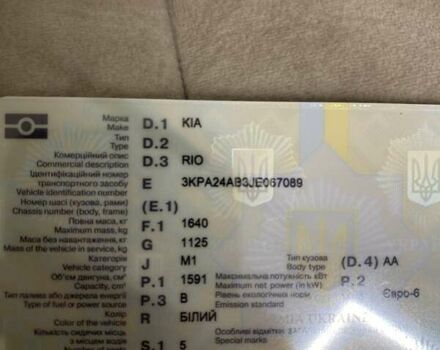 Марка
Make D.1 KIA
Тип
Type D.2
Комерційний опис
Commercial description D.3 RIO
Ідентифікаційний номер
транспортного засобу E 3KPA24AB3JE067089
Vehicle identification number
Номер шасі (кузова, рами)
Chassis number (body, frame) (E.1)
Повна маса, кг
Maximum mass, kg F.1 1640
Маса без навантаження, кг
Mass of the vehicle in service, kg G 1125
Категорія Тип кузова
Vehicle category J M1 Body type (D.4) AA
Об'єм двигуна, см³ Максимальна потужність кВт
Capacity, cm³ P.1 1591 Maximum net power (in kW) P.2
Тип палива або джерела енергії Рівень екологічних норм Євро-6
Type of fuel or power source P.3 B Emission standard
Колір
Color of the vehicle R БІЛИЙ UKRAINE
Кількість сидячих місць Особливі відмітки
з місцем водія S.1 5 Special